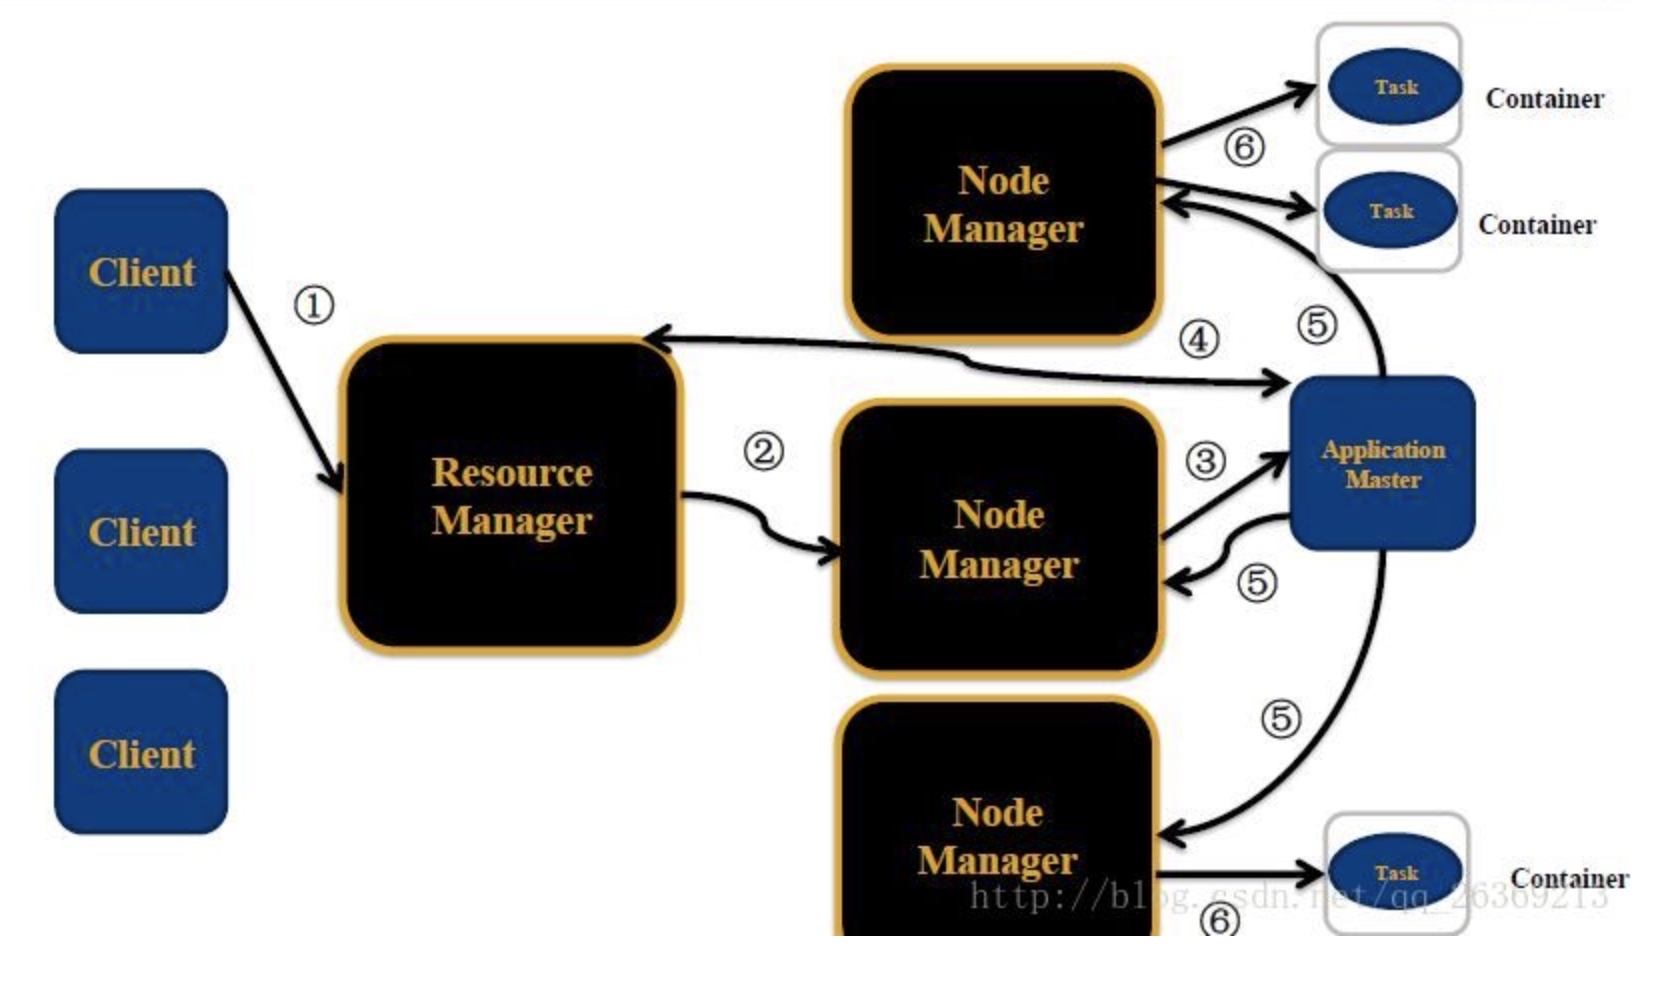 Task
Container
⑥
Node
Manager
Task
Container
Client
①
⑤
④
Resource
Manager
②
Node
Manager
③
Application
Master
Client
⑤
⑤
Client
Node
Manager
Task
Container
http://blog.csdn.net/qq_26369213
⑥